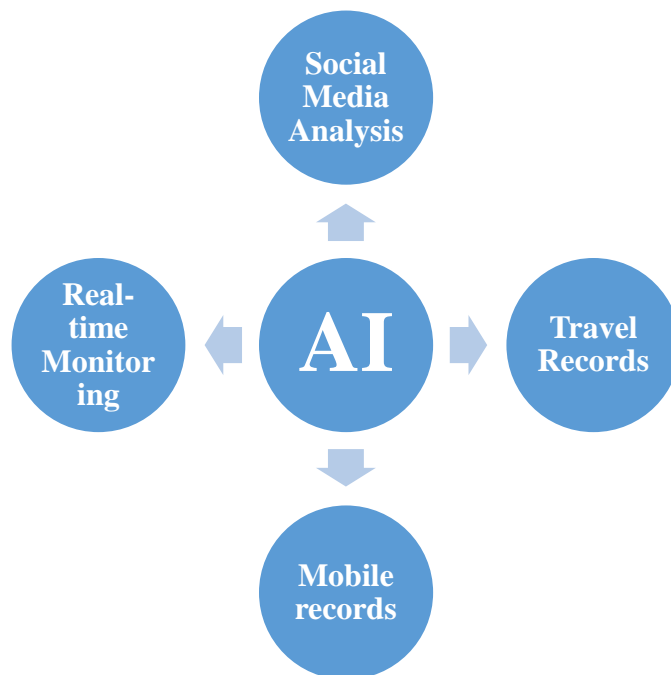 Social
Media
Analysis
Real-
time
Monitor
ing
AI
Travel
Records
Mobile
records